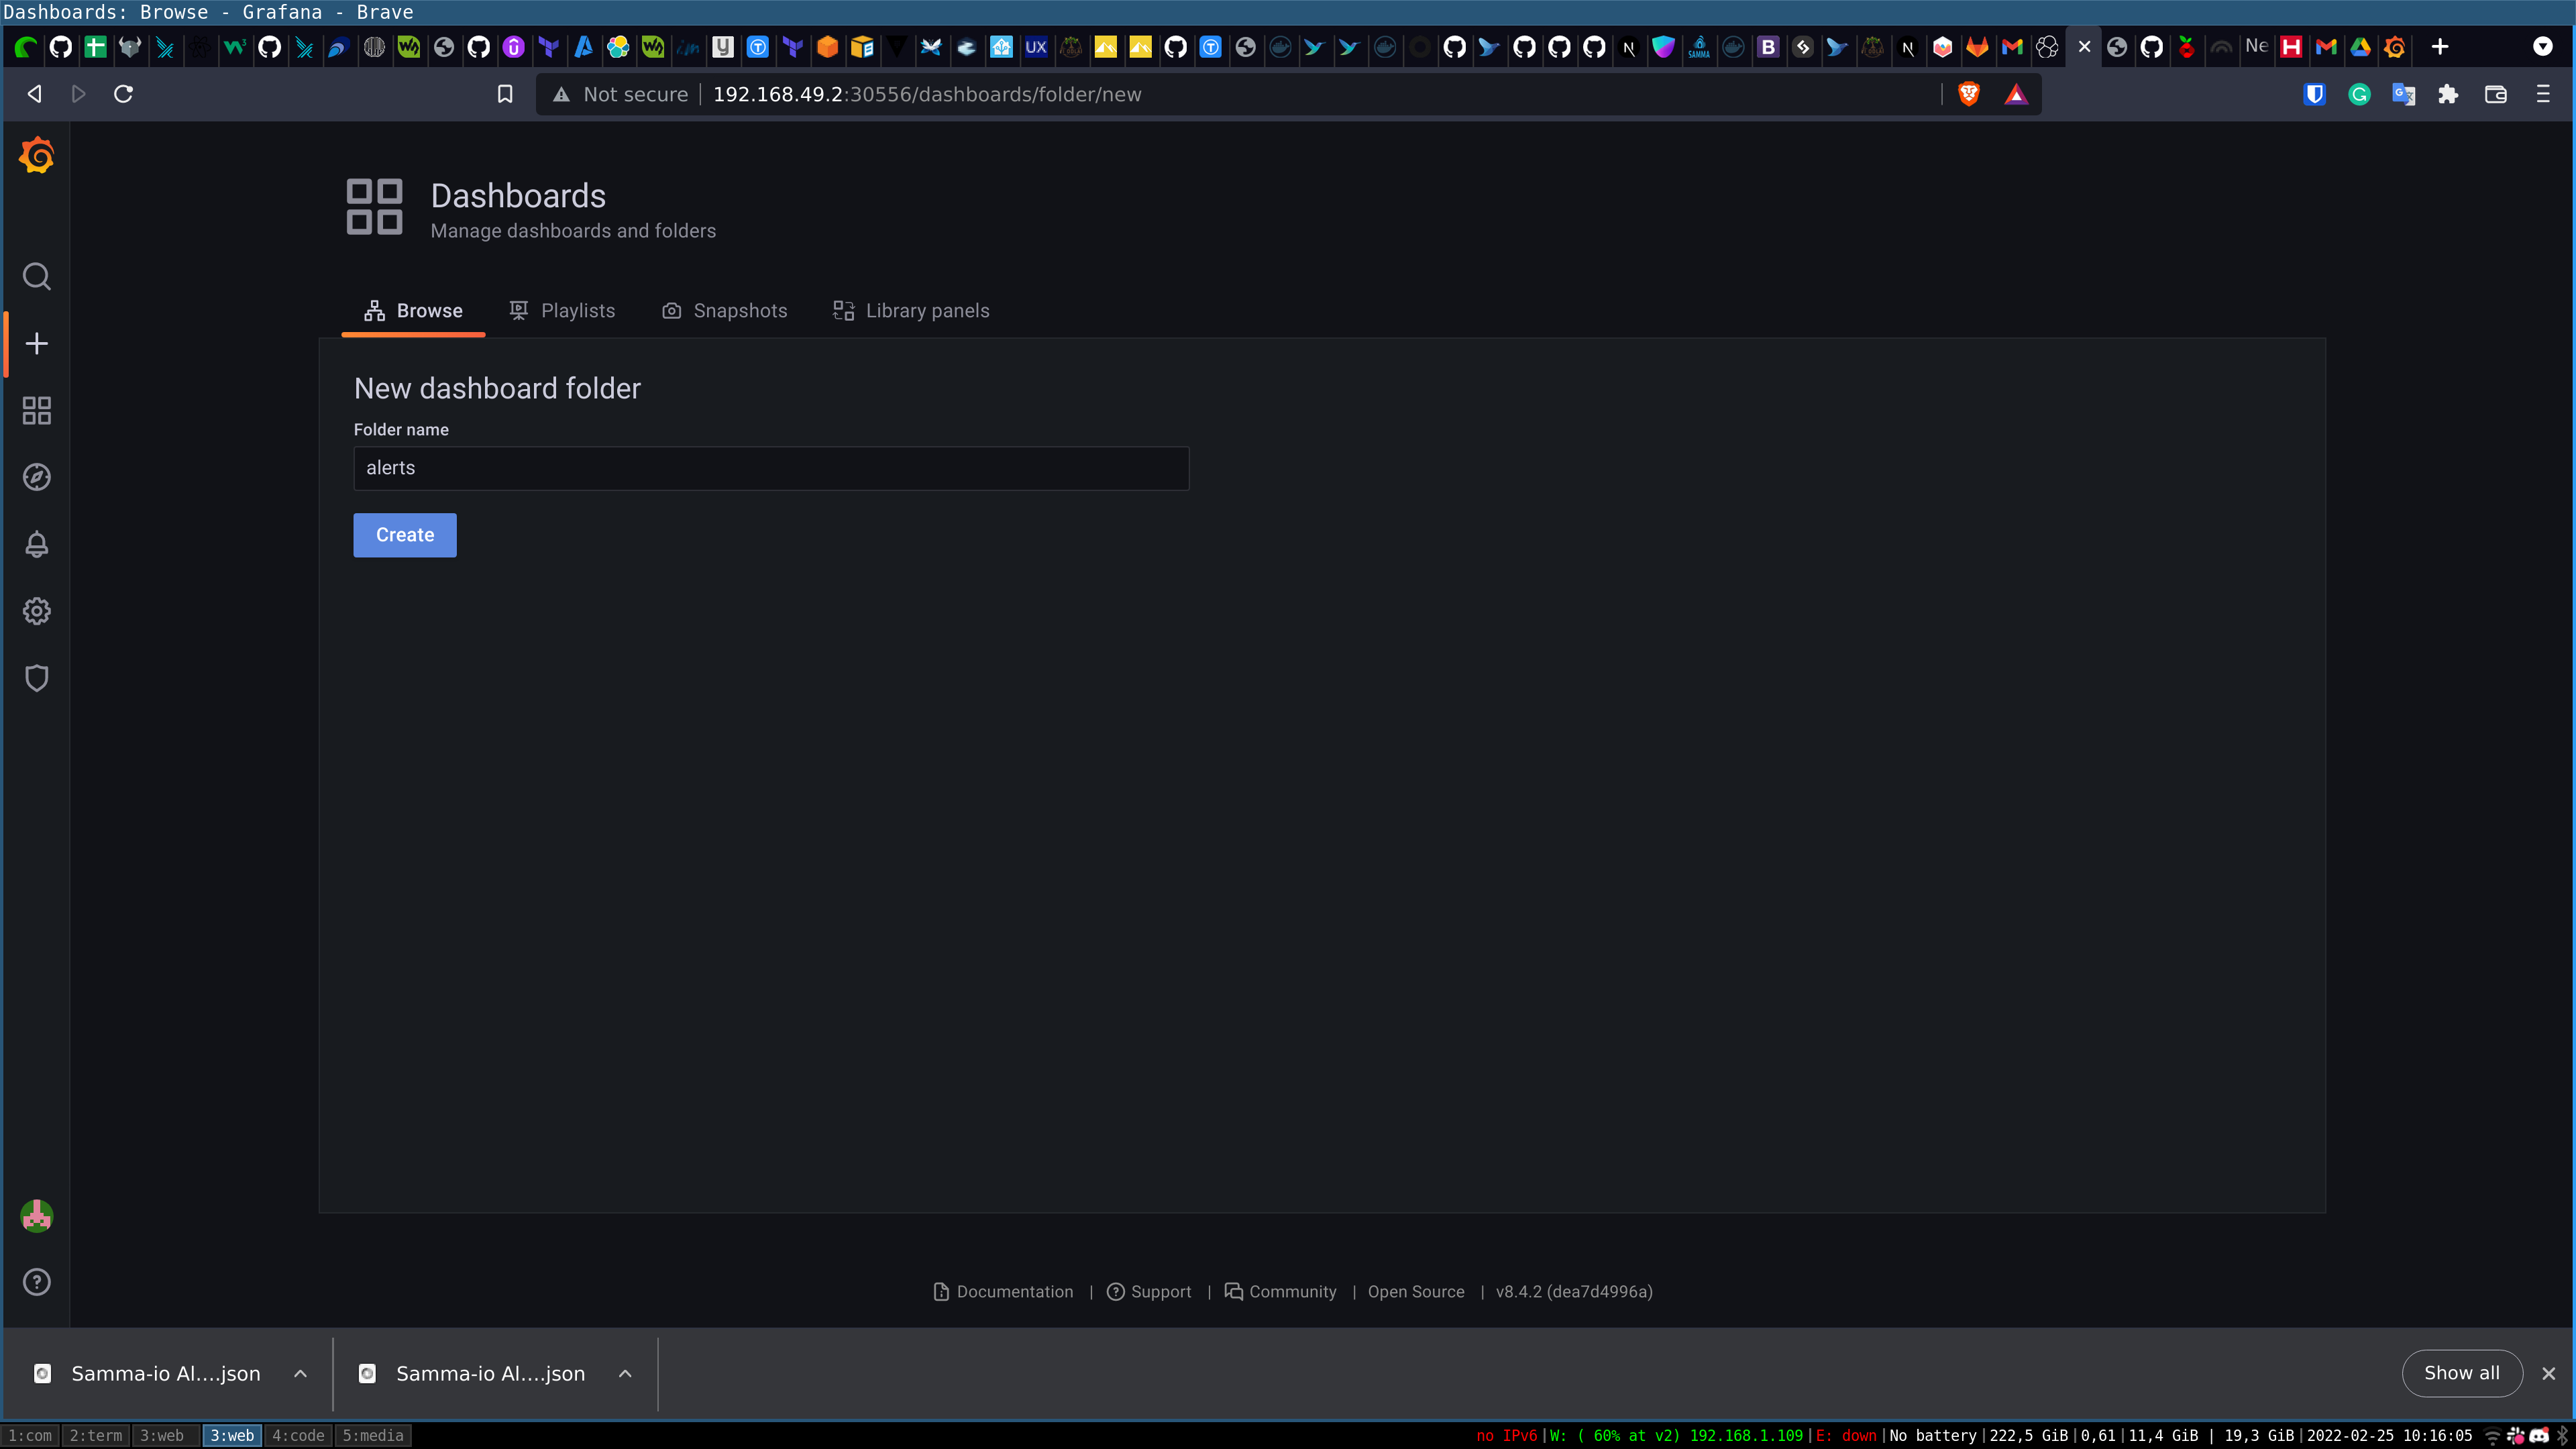 Dashboards: Browse - Grafana - Brave
UX
SAMMA
B
N
Ne
H
Not secure
192.168.49.2:30556/dashboards/folder/new
Dashboards
Manage dashboards and folders
Browse
Playlists
Snapshots
Library panels
New dashboard folder
Folder name
alerts
Create
Documentation | Support | Community | Open Source | v8.4.2 (dea7d4996a)
Samma-io Al....json
Samma-io Al....json
Show all
1:com 2:term 3:web 3:web 4:code 5:media
no IPv6|W: ( 60% at v2) 192.168.1.109|E: down|No battery|222,5 GiB|0,61|11,4 GiB | 19,3 GiB|2022-02-25 10:16:05